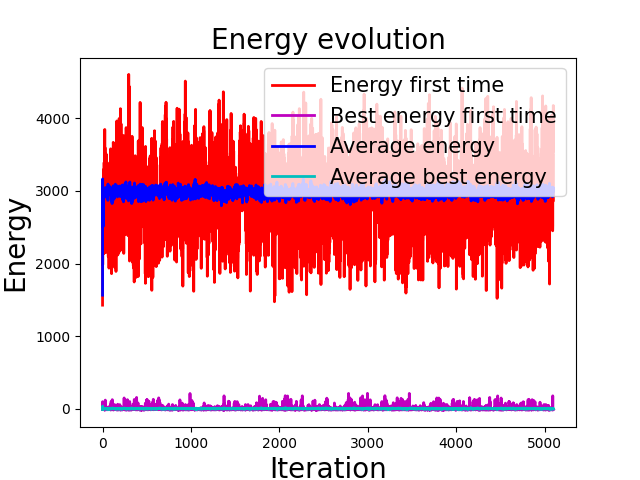 Energy evolution
Energy first time
Best energy first time
Average energy
Average best energy
Energy
4000
3000
2000
1000
0
0 1000 2000 3000 4000 5000
Iteration